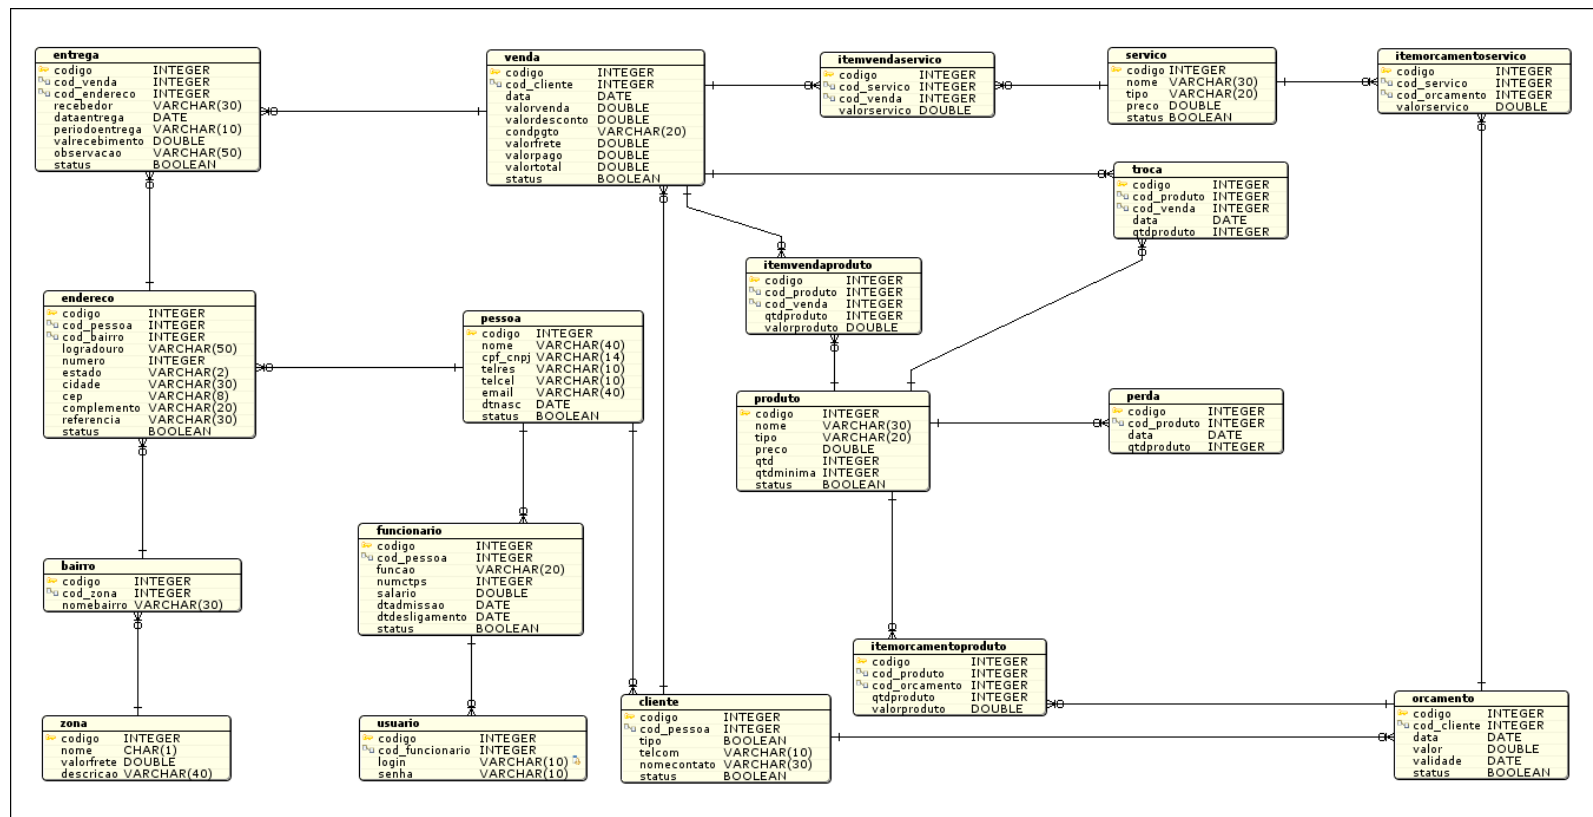 entrega
codigo INTEGER
cod_venda INTEGER
cod_endereco INTEGER
recebedor VARCHAR(30)
dataentrega DATE
periodoentrega VARCHAR(10)
valrecebimento DOUBLE
observacao VARCHAR(50)
status BOOLEAN
venda
codigo INTEGER
cod_cliente INTEGER
data DATE
valorvenda DOUBLE
valordesconto DOUBLE
condpgto VARCHAR(20)
valorfrete DOUBLE
valorpago DOUBLE
valortotal DOUBLE
status BOOLEAN
itemvendaservico
codigo INTEGER
cod_servico INTEGER
cod_venda INTEGER
valorservico DOUBLE
servico
codigo INTEGER
nome VARCHAR(30)
tipo VARCHAR(20)
preco DOUBLE
status BOOLEAN
itemorcamentoservico
codigo INTEGER
cod_servico INTEGER
cod_orcamento INTEGER
valorservico DOUBLE
troca
codigo INTEGER
cod_produto INTEGER
cod_venda INTEGER
data DATE
qtdproduto INTEGER
itemvendaproduto
codigo INTEGER
cod_produto INTEGER
cod_venda INTEGER
qtdproduto INTEGER
valorproduto DOUBLE
endereco
codigo INTEGER
cod_pessoa INTEGER
cod_bairro INTEGER
logradouro VARCHAR(50)
numero INTEGER
estado VARCHAR(2)
cidade VARCHAR(30)
cep VARCHAR(8)
complemento VARCHAR(20)
referencia VARCHAR(30)
status BOOLEAN
pessoa
codigo INTEGER
nome VARCHAR(40)
cpf_cnpj VARCHAR(14)
telres VARCHAR(10)
telcel VARCHAR(10)
email VARCHAR(40)
dtnasc DATE
status BOOLEAN
produto
codigo INTEGER
nome VARCHAR(30)
tipo VARCHAR(20)
preco DOUBLE
qtd INTEGER
qtdminima INTEGER
status BOOLEAN
perda
codigo INTEGER
cod_produto INTEGER
data DATE
qtdproduto INTEGER
funcionario
codigo INTEGER
cod_pessoa INTEGER
funcao VARCHAR(20)
numctps INTEGER
salario DOUBLE
dtadmissao DATE
dtdesligamento DATE
status BOOLEAN
bairro
codigo INTEGER
cod_zona INTEGER
nomebairro VARCHAR(30)
itemorcamentoproduto
codigo INTEGER
cod_produto INTEGER
cod_orcamento INTEGER
qtdproduto INTEGER
valorproduto DOUBLE
zona
codigo INTEGER
nome CHAR(1)
valorfrete DOUBLE
descricao VARCHAR(40)
usuario
codigo INTEGER
cod_funcionario INTEGER
login VARCHAR(10)
senha VARCHAR(10)
cliente
codigo INTEGER
cod_pessoa INTEGER
tipo BOOLEAN
telcom VARCHAR(10)
nomecontato VARCHAR(30)
status BOOLEAN
orcamento
codigo INTEGER
cod_cliente INTEGER
data DATE
valor DOUBLE
validade DATE
status BOOLEAN